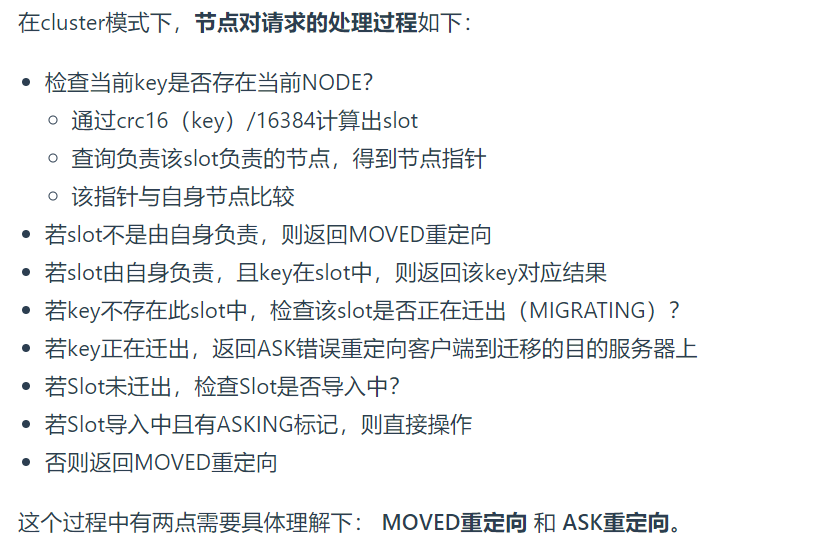 在cluster模式下，节点对请求的处理过程如下：
检查当前key是否存在当前NODE？
通过crc16（key）/16384计算出slot
查询负责该slot负责的节点，得到节点指针
该指针与自身节点比较
若slot不是由自身负责，则返回MOVED重定向
若slot由自身负责，且key在slot中，则返回该key对应结果
若key不存在此slot中，检查该slot是否正在迁出（MIGRATING）？
若key正在迁出，返回ASK错误重定向客户端到迁移的目的服务器上
若Slot未迁出，检查Slot是否导入中？
若Slot导入中且有ASKING标记，则直接操作
否则返回MOVED重定向
这个过程中有两点需要具体理解下： MOVED重定向 和 ASK重定向。